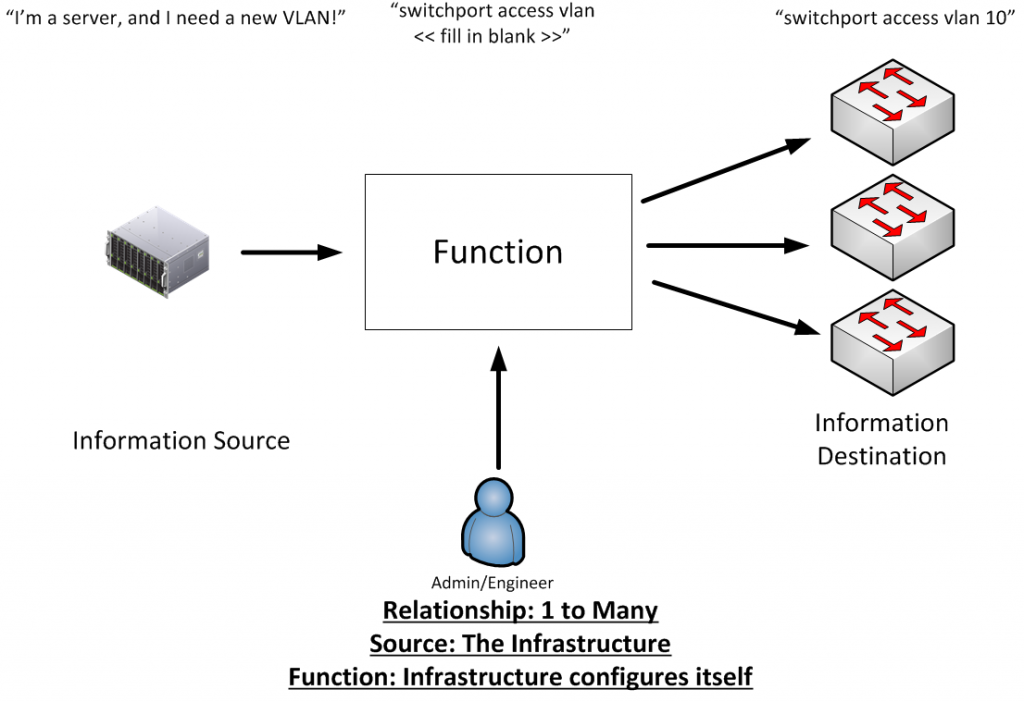 “I’m a server, and I need a new VLAN!”
“switchport access vlan
<< fill in blank >>”
“switchport access vlan 10”
Function
Information Source
Information
Destination
Admin/Engineer
Relationship: 1 to Many
Source: The Infrastructure
Function: Infrastructure configures itself